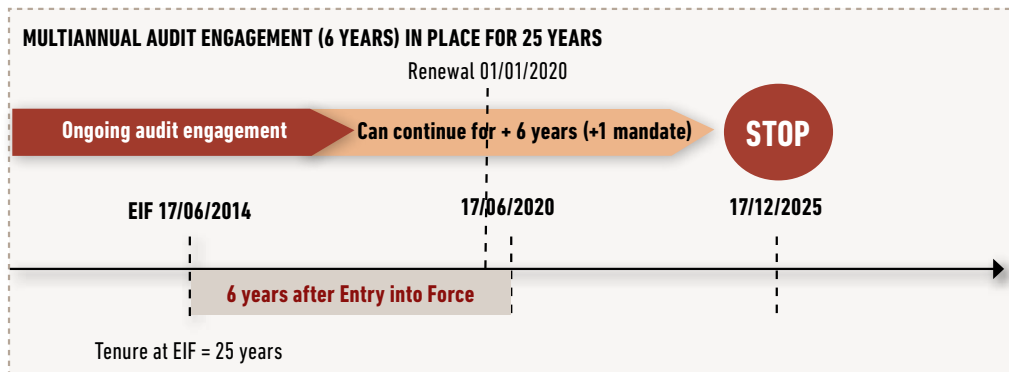 MULTIANNUAL AUDIT ENGAGEMENT (6 YEARS) IN PLACE FOR 25 YEARS
Renewal 01/01/2020
Ongoing audit engagement
Can continue for + 6 years (+1 mandate)
STOP
EIF 17/06/2014
17/06/2020
17/12/2025
6 years after Entry into Force
Tenure at EIF = 25 years